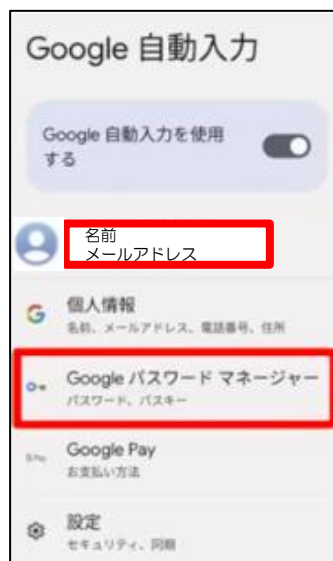 Google 自動入力
Google 自動入力を使用
する
名前
メールアドレス
個人情報
名前、メールアドレス、電話番号、住所
Google パスワード マネージャー
パスワード、パスキー
Google Pay
お支払い方法
設定
セキュリティ、同期